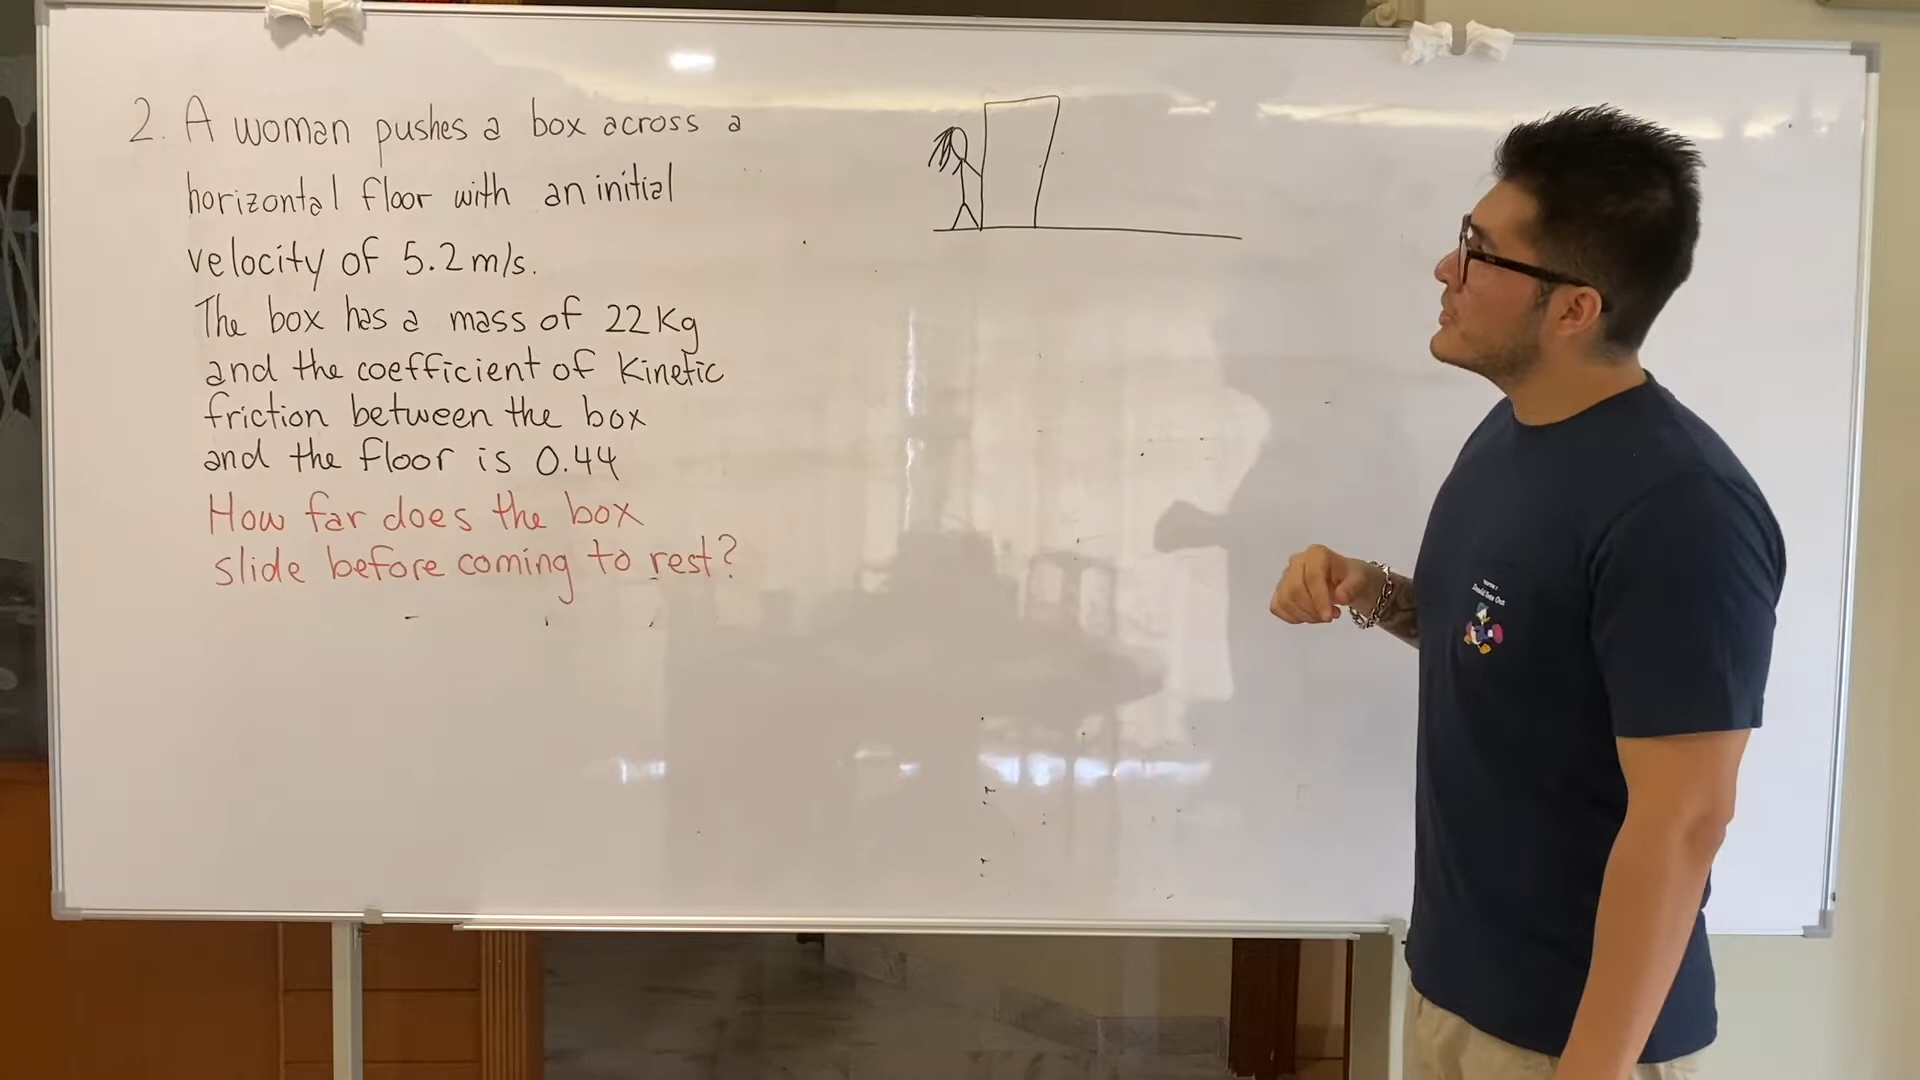 2. A woman pushes a box across a
horizontal floor with an initial
velocity of 5.2 m/s.
The box has a mass of 22 Kg
and the coefficient of Kinetic
friction between the box
and the floor is 0.44
How far does the box
slide before coming to rest?